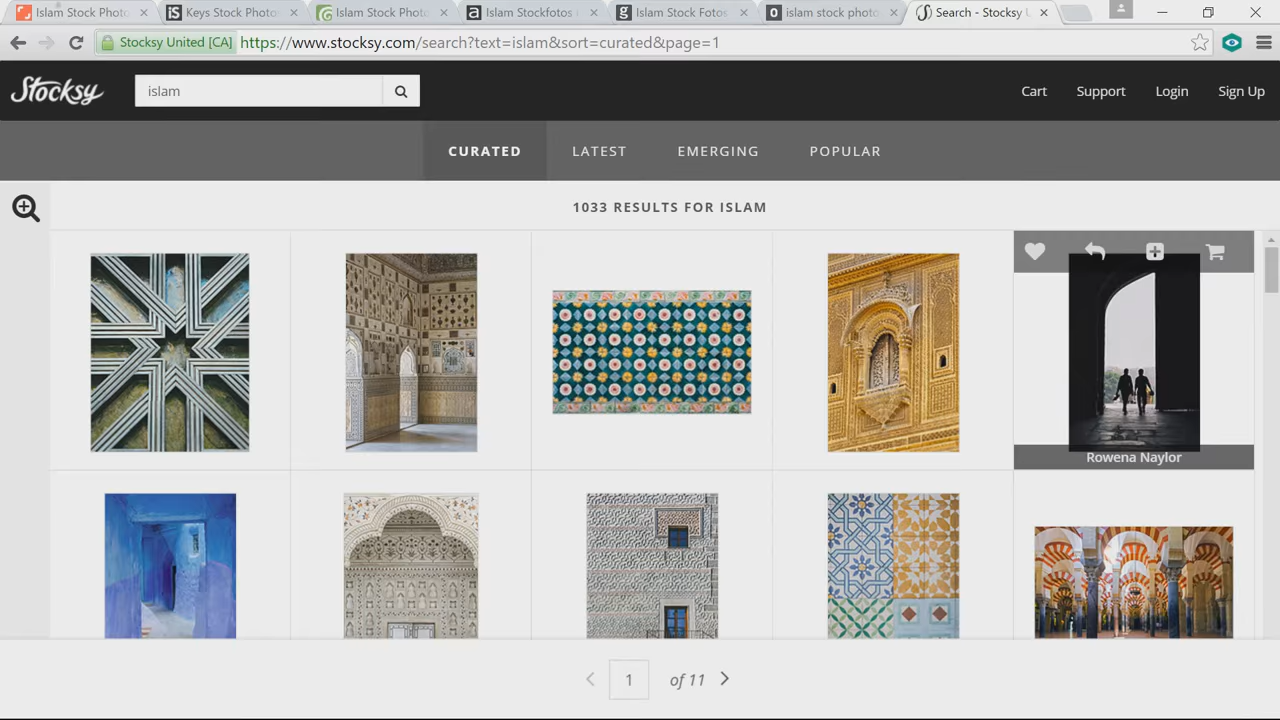 Islam Stock Photo
Keys Stock Photo
Islam Stock Photo
Islam Stockfotos
Islam Stock Fotos
islam stock photo
Search - Stocksy U
Stocksy United [CA]
https://www.stocksy.com/search?text=islam&sort=curated&page=1
Stocksy
islam
Cart
Support
Login
Sign Up
CURATED
LATEST
EMERGING
POPULAR
1033 RESULTS FOR ISLAM
Rowena Naylor
1
of 11